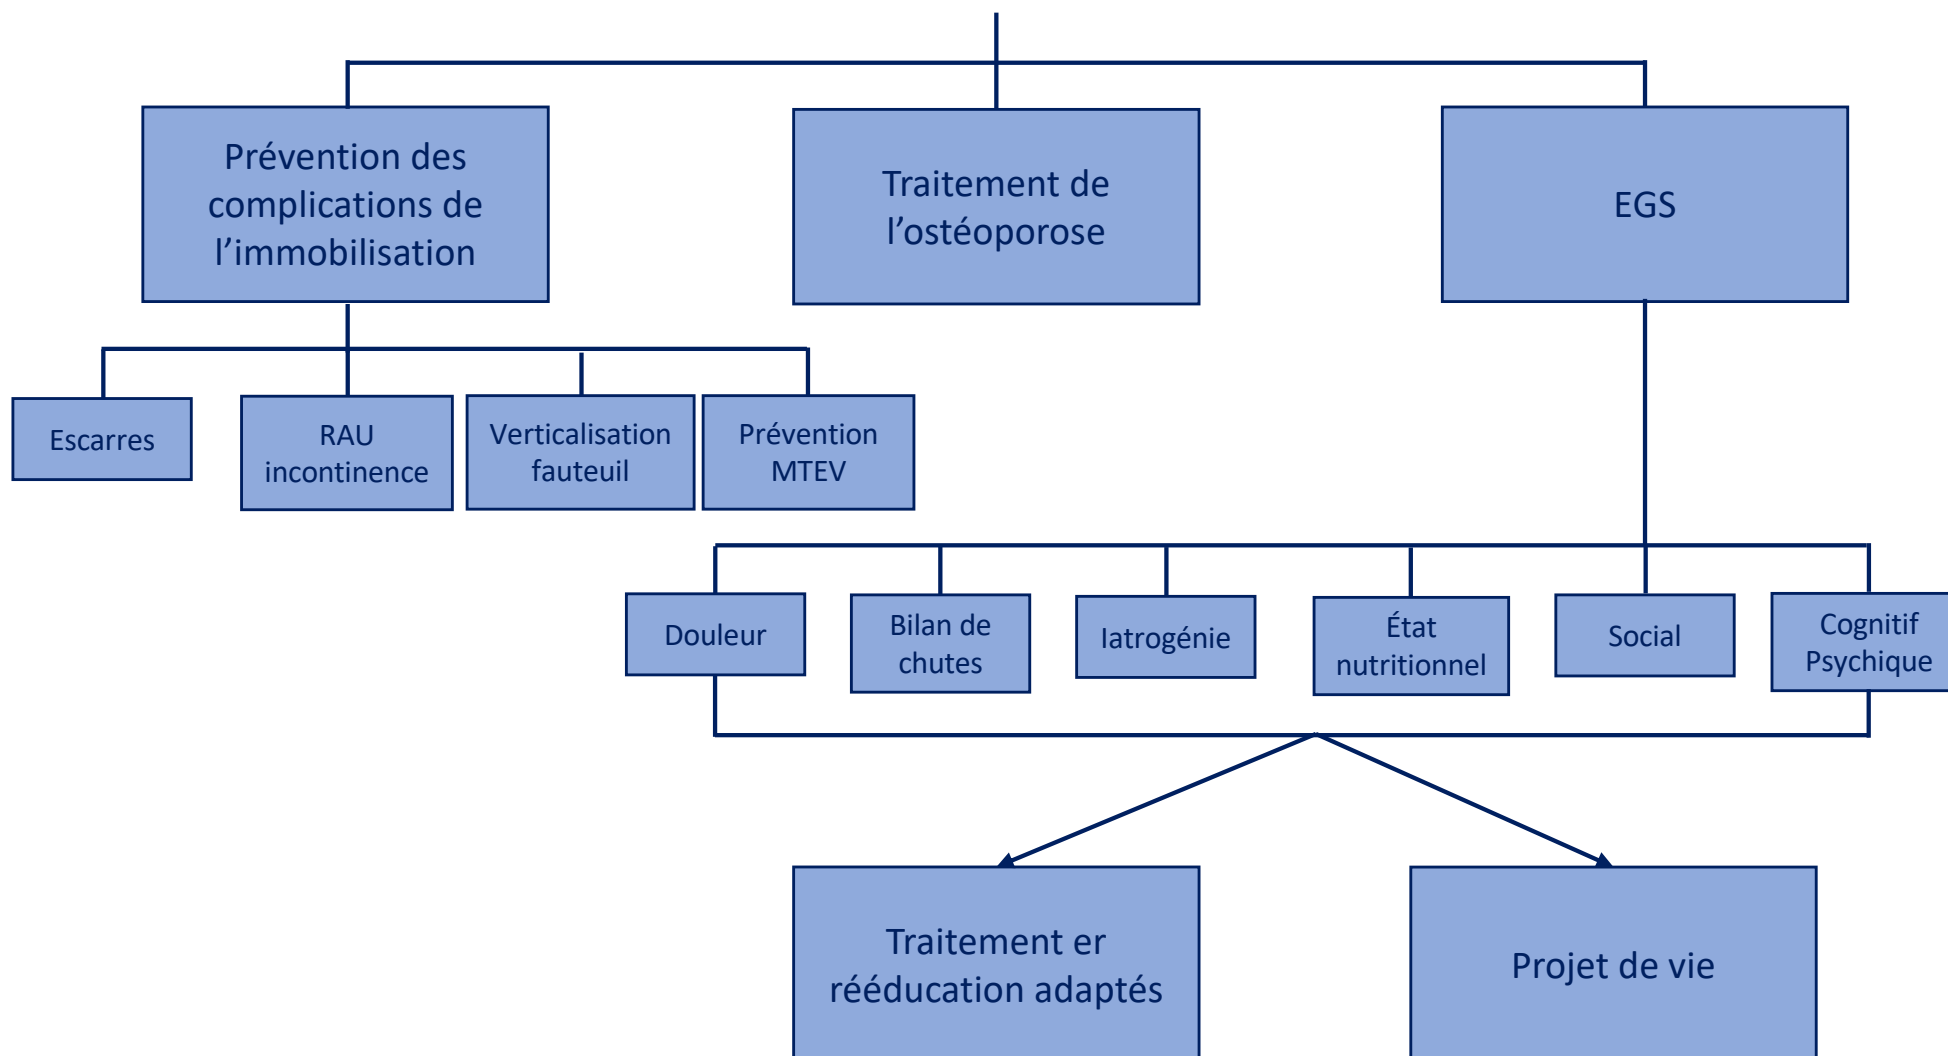 Prévention des
complications de
l’immobilisation
Traitement de
l’ostéoporose
EGS
Escarres
RAU
incontinence
Verticalisation
fauteuil
Prévention
MTEV
Douleur
Bilan de
chutes
Iatrogénie
État
nutritionnel
Social
Cognitif
Psychique
Traitement er
rééducation adaptés
Projet de vie